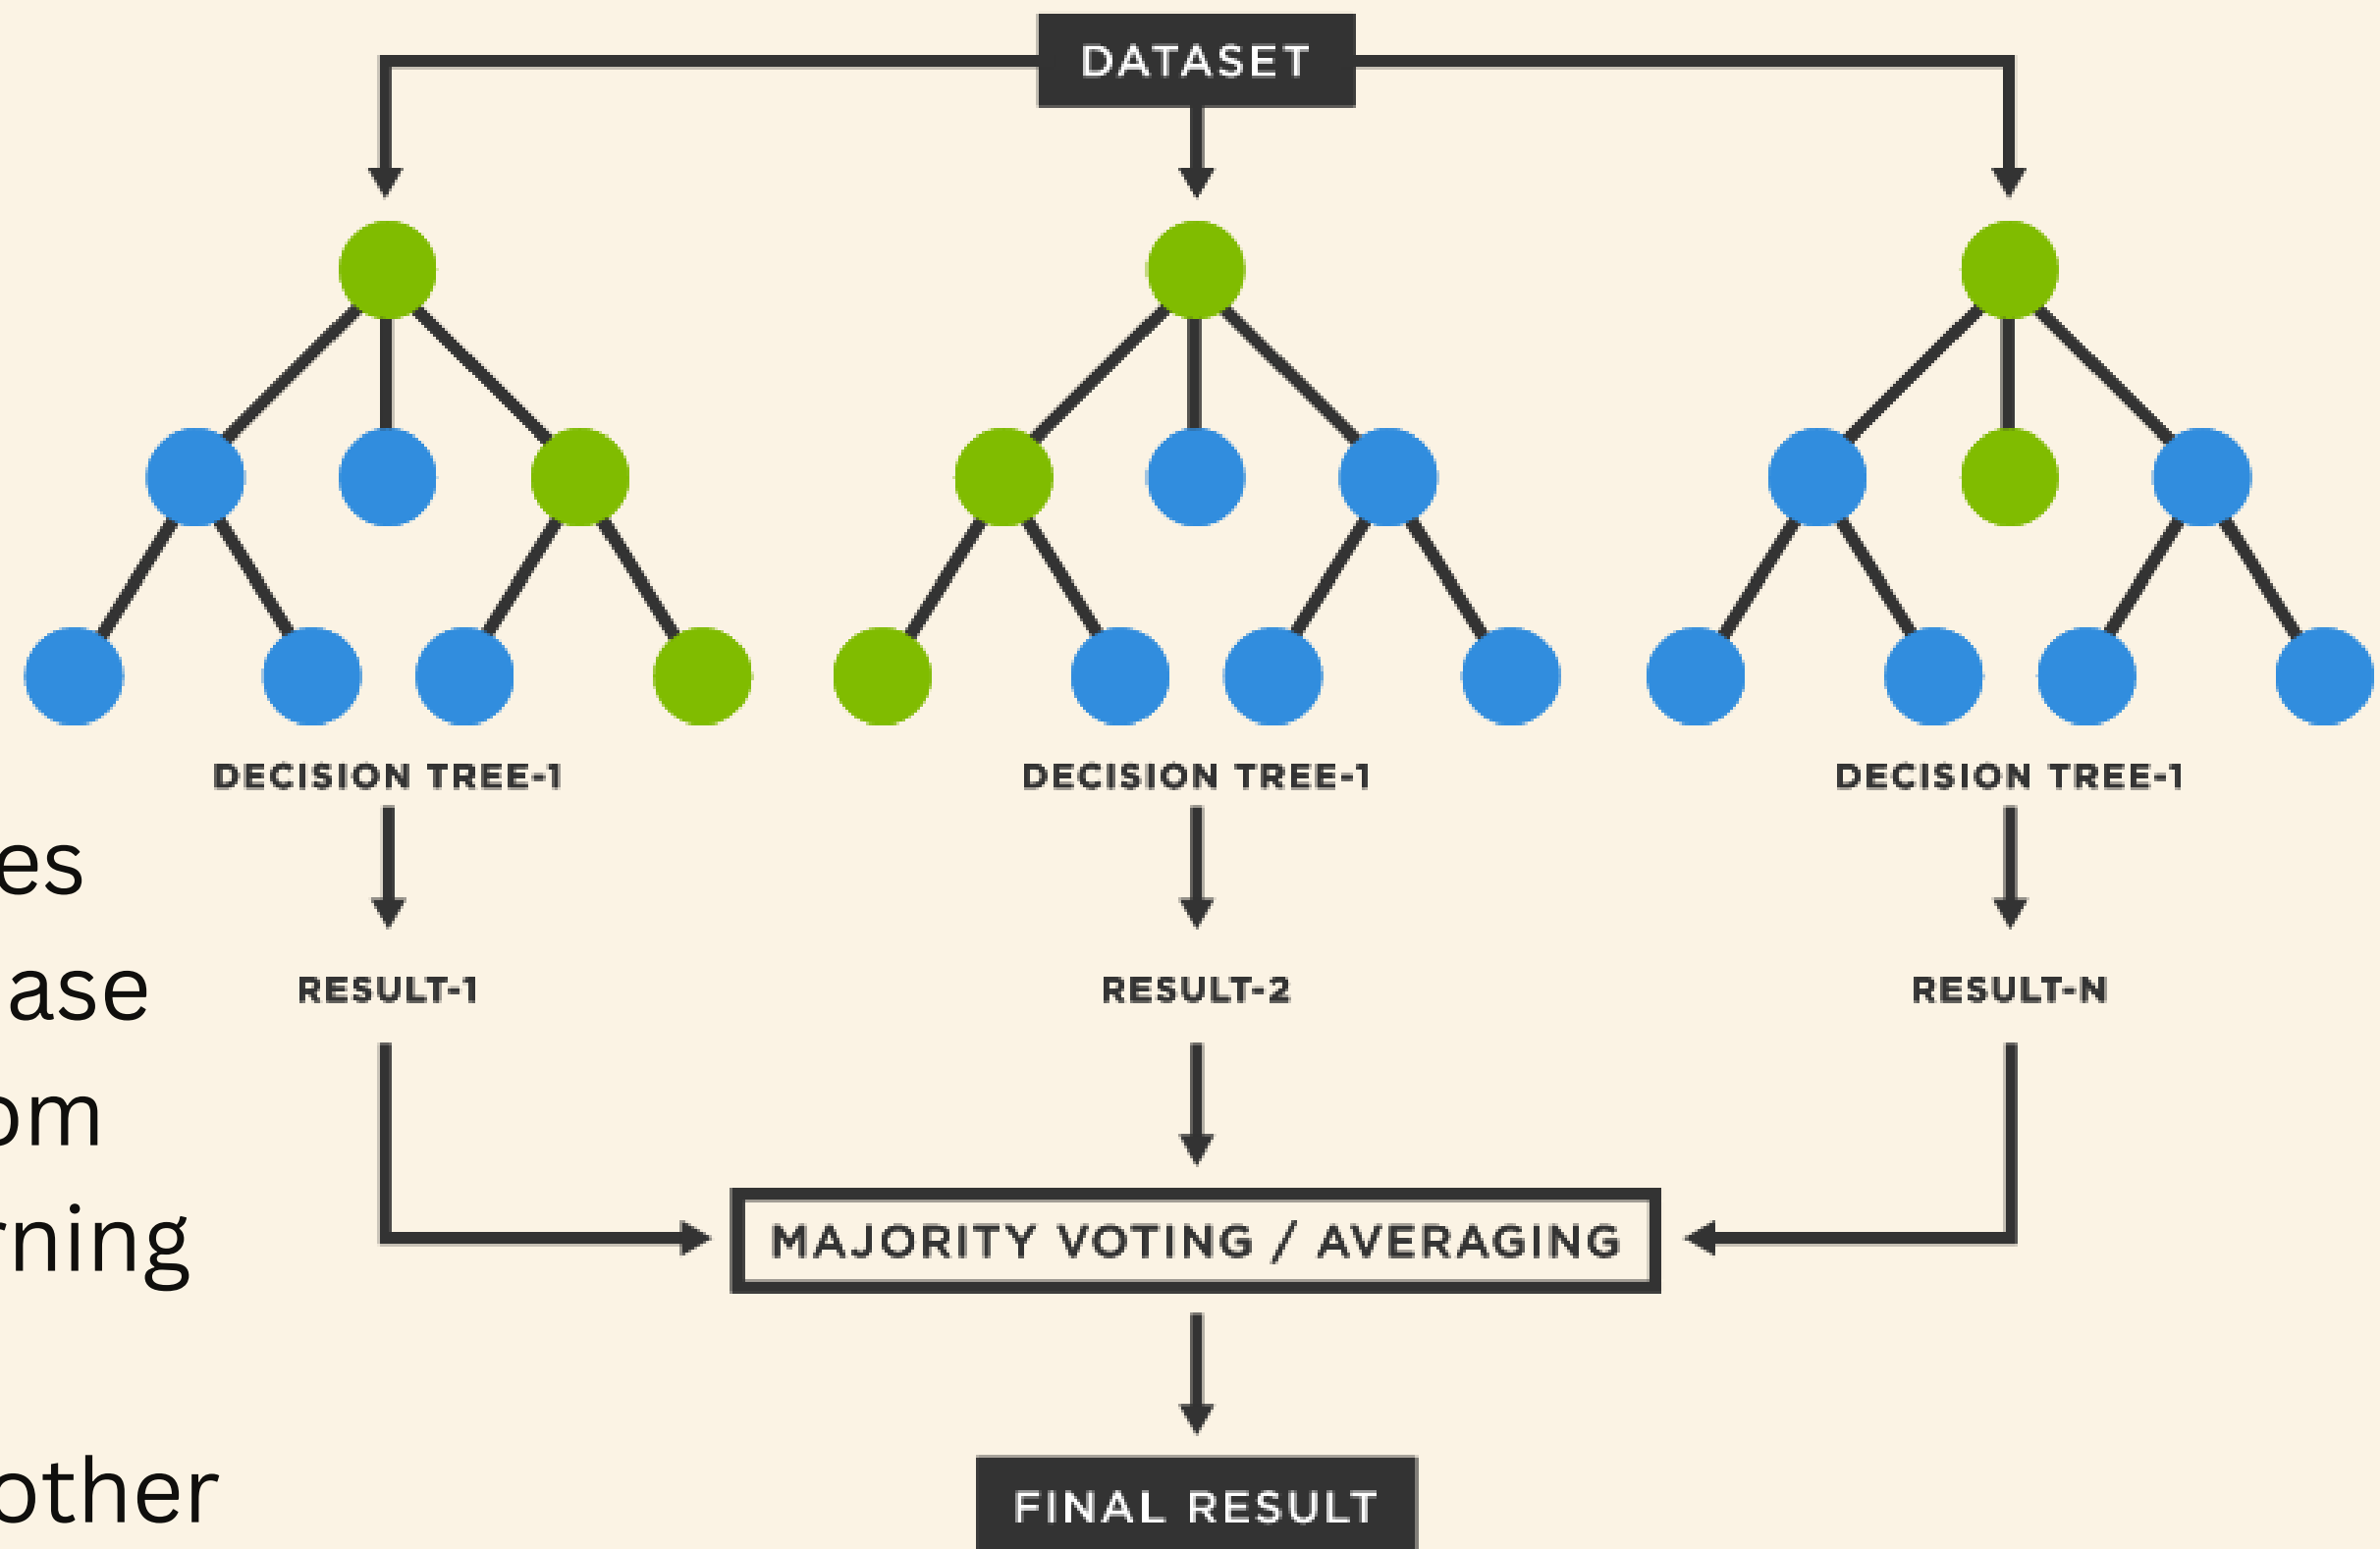 DATASET
DECISION TREE-1
DECISION TREE-1
DECISION TREE-1
es
ase
RESULT-1
RESULT-2
RESULT-N
om
rning
MAJORITY VOTING / AVERAGING
other
FINAL RESULT